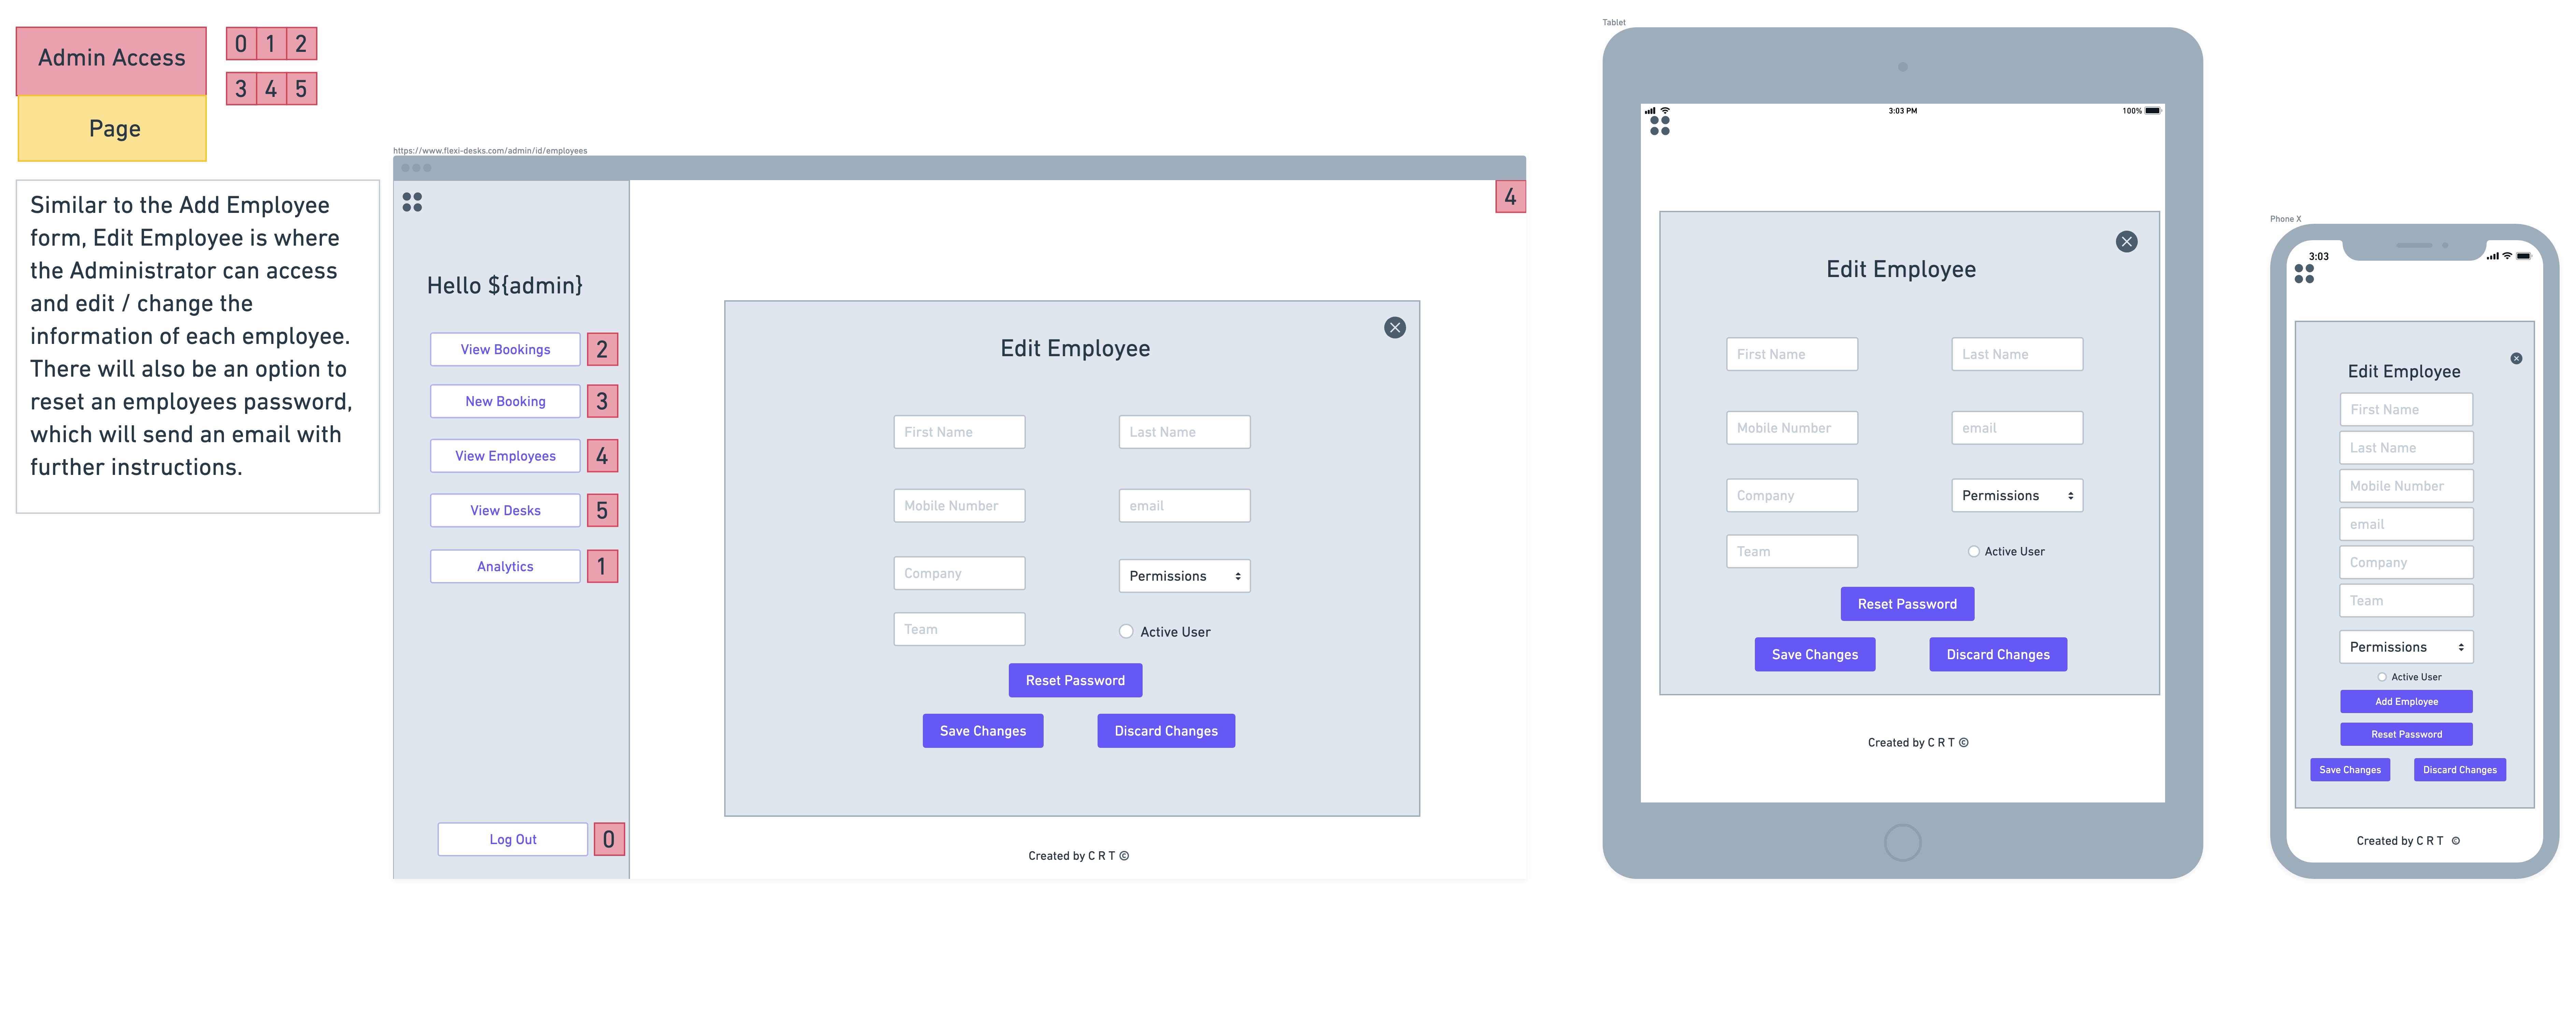 Admin Access
0 1 2
3 4 5
Page
Similar to the Add Employee
form, Edit Employee is where
the Administrator can access
and edit / change the
information of each employee.
There will also be an option to
reset an employees password,
which will send an email with
further instructions.
https://www.flexi-desks.com/admin/id/employees
4
Hello ${admin}
View Bookings 2
New Booking 3
View Employees 4
View Desks 5
Analytics 1
Log Out 0
Edit Employee
First Name Last Name
Mobile Number email
Company Permissions
Team Active User
Reset Password
Save Changes Discard Changes
Created by C R T ©
Tablet
3:03 PM 100%
Edit Employee
First Name Last Name
Mobile Number email
Company Permissions
Team Active User
Reset Password
Save Changes Discard Changes
Created by C R T ©
Phone X
3:03
Edit Employee
First Name
Last Name
Mobile Number
email
Company
Team
Permissions
Active User
Add Employee
Reset Password
Save Changes Discard Changes
Created by C R T ©